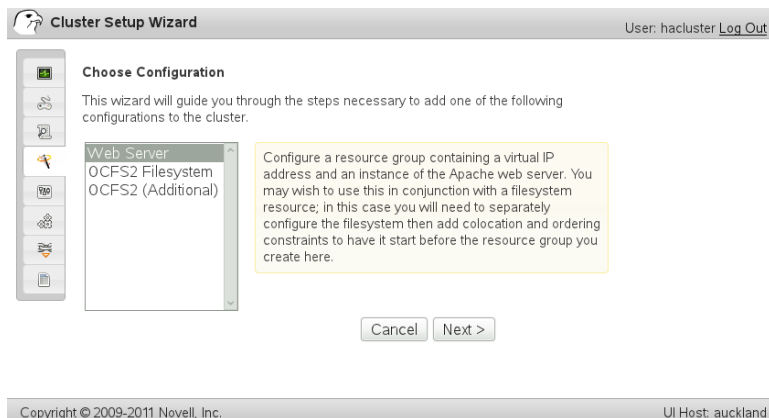 Cluster Setup Wizard
User: hacluster Log Out
Choose Configuration
This wizard will guide you through the steps necessary to add one of the following
configurations to the cluster.
Web Server
OCFS2 Filesystem
OCFS2 (Additional)
Configure a resource group containing a virtual IP
address and an instance of the Apache web server. You
may wish to use this in conjunction with a filesystem
resource; in this case you will need to separately
configure the filesystem then add colocation and ordering
constraints to have it start before the resource group you
create here.
Cancel
Next >
Copyright © 2009-2011 Novell, Inc.
UI Host: auckland